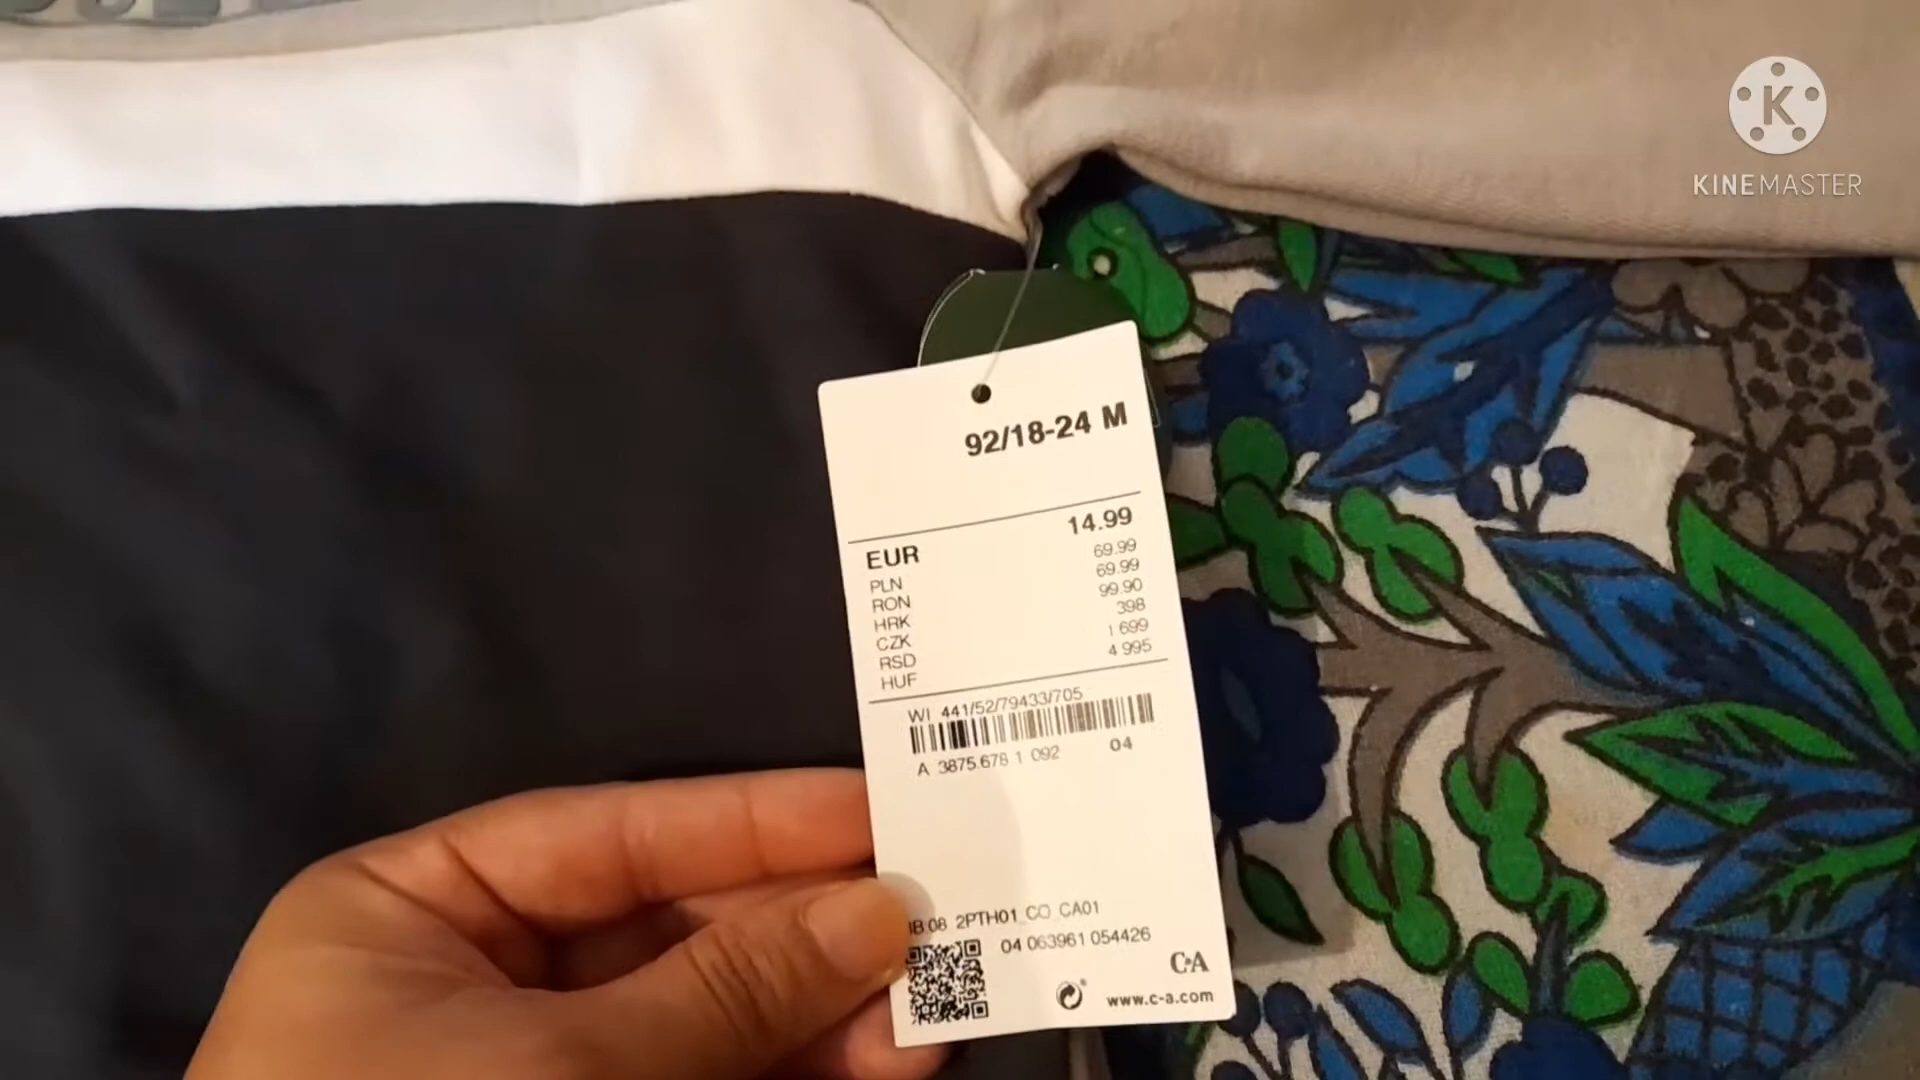 KINEMASTER
92/18-24 M
EUR 14.99
PLN 69.99
RON 69.99
HRK 99.90
CZK 398
RSD 1 699
HUF 4 995
WI 441/52/79433/705
A 3875.678 1 092 04
IB:08 2PTH01_CO_CA01
04 063961 054426
C&A
www.c-a.com